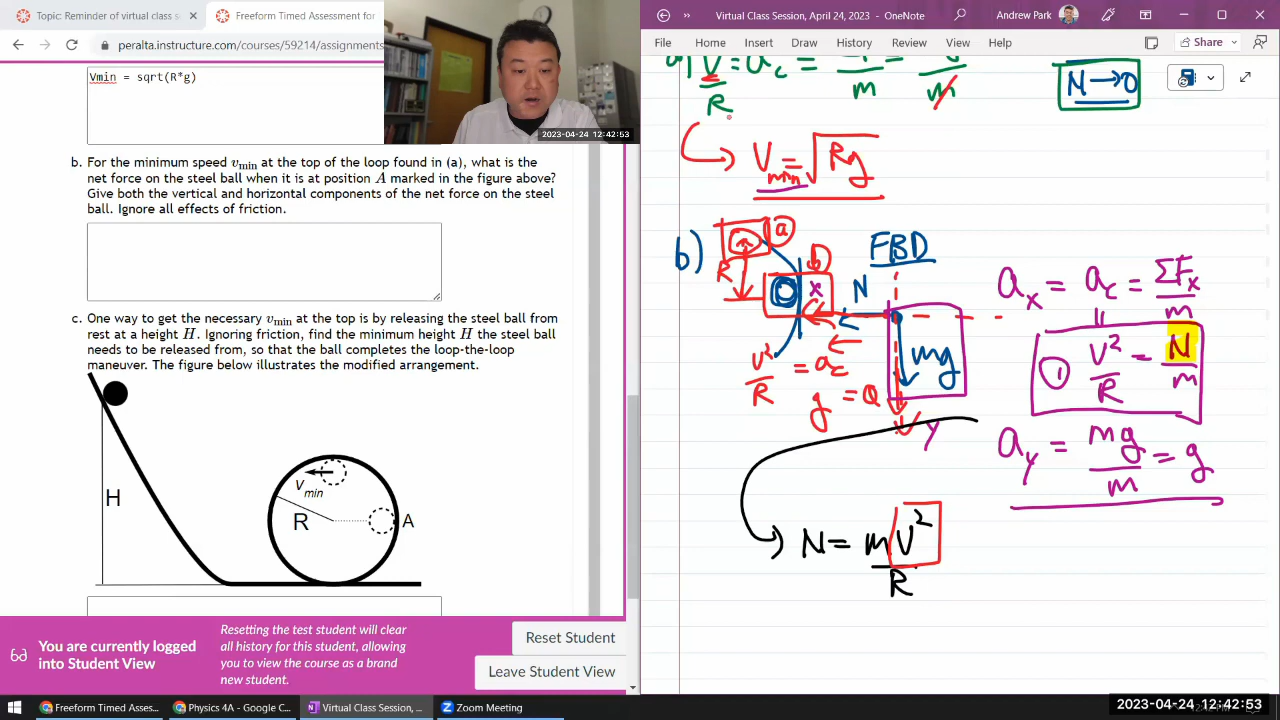 Topic: Reminder of virtual class s
Freeform Timed Assessment for
peralta.instructure.com/courses/59214/assignments
Vmin = sqrt(R*g)
2023-04-24 12:42:53
b. For the minimum speed vmin at the top of the loop found in (a), what is the
net force on the steel ball when it is at position A marked in the figure above?
Give both the vertical and horizontal components of the net force on the steel
ball. Ignore all effects of friction.
c. One way to get the necessary vmin at the top is by releasing the steel ball from
rest at a height H. Ignoring friction, find the minimum height H the steel ball
needs to be released from, so that the ball completes the loop-the-loop
maneuver. The figure below illustrates the modified arrangement.
H
V
min
R
A
You are currently logged
into Student View
Resetting the test student will clear
all history for this student, allowing
you to view the course as a brand
new student.
Reset Student
Leave Student View
Virtual Class Session, April 24, 2023 - OneNote
Andrew Park
File
Home
Insert
Draw
View
Help
Share
N → 0
Vmin = √Rg
b)
a
b
R
x
FBD
N
mg
y
V²/R = ac
g = a
ax = ac = ΣFx/m
① V²/R = N/m
ay = mg/m = g
N = mV²/R
Freeform Timed Asses...
Physics 4A - Google C...
Virtual Class Session, ...
Zoom Meeting
2023-04-24 12:42:53